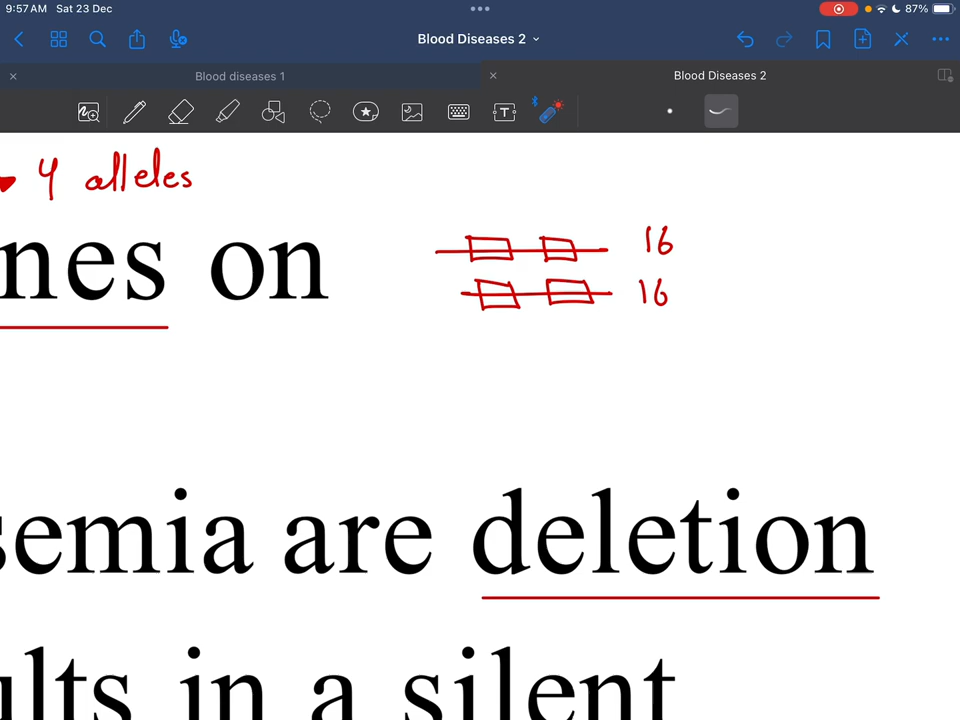 9:57 AM Sat 23 Dec 87%
Blood Diseases 2
Blood diseases 1 Blood Diseases 2
T
4 alleles
nes on
16
16
semia are deletion
ults in a silent